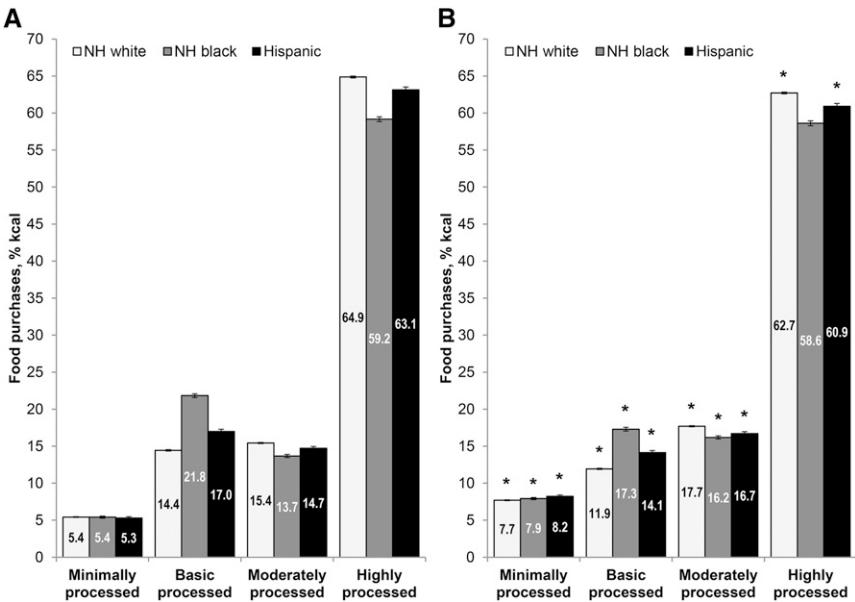 A
70
NH white NH black Hispanic
65
60
55
50
45
40
35
30
25
20
15
10
5
0
Food purchases, % kcal
5.4 5.4 5.3
14.4 21.8 17.0
15.4 13.7 14.7
64.9 59.2 63.1
Minimally processed
Basic processed
Moderately processed
Highly processed
B
70
NH white NH black Hispanic
65
60
55
50
45
40
35
30
25
20
15
10
5
0
Food purchases, % kcal
* * *
7.7 7.9 8.2
* * *
11.9 17.3 14.1
* * *
17.7 16.2 16.7
* *
62.7 58.6 60.9
Minimally processed
Basic processed
Moderately processed
Highly processed